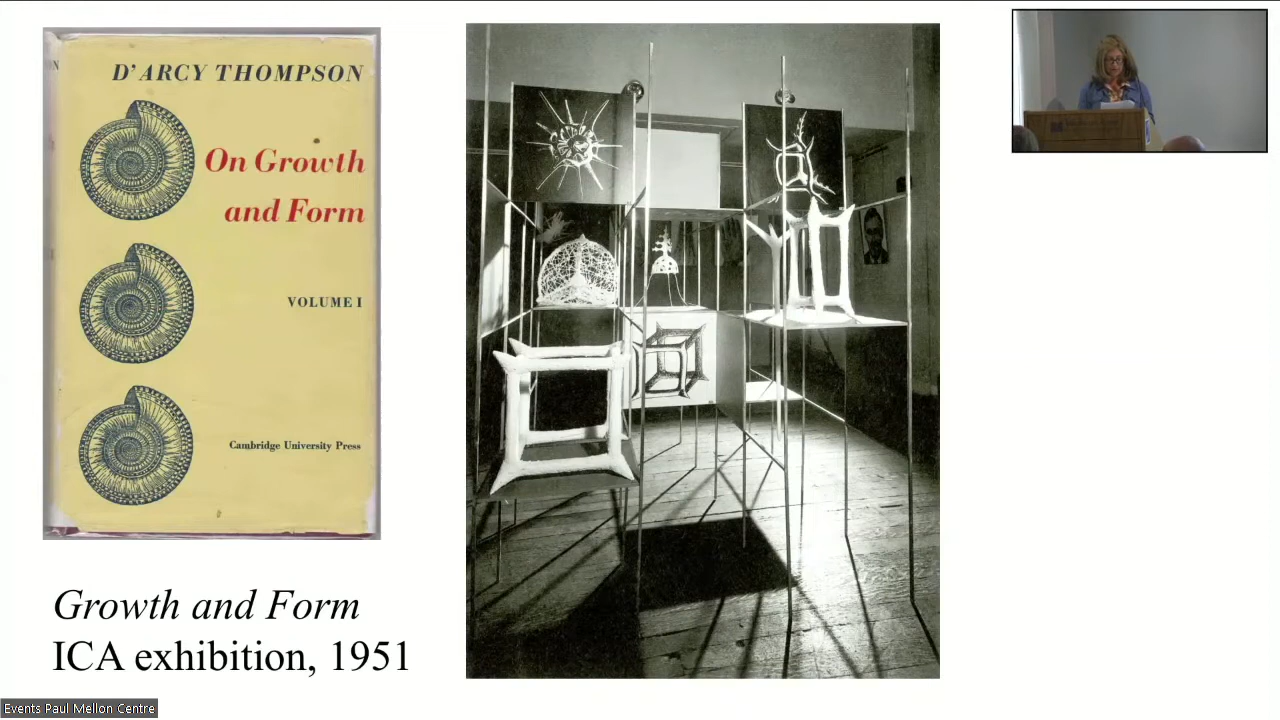 D'ARCY THOMPSON
On Growth
and Form
VOLUME I
Cambridge University Press
Growth and Form
ICA exhibition, 1951
Events Paul Mellon Centre